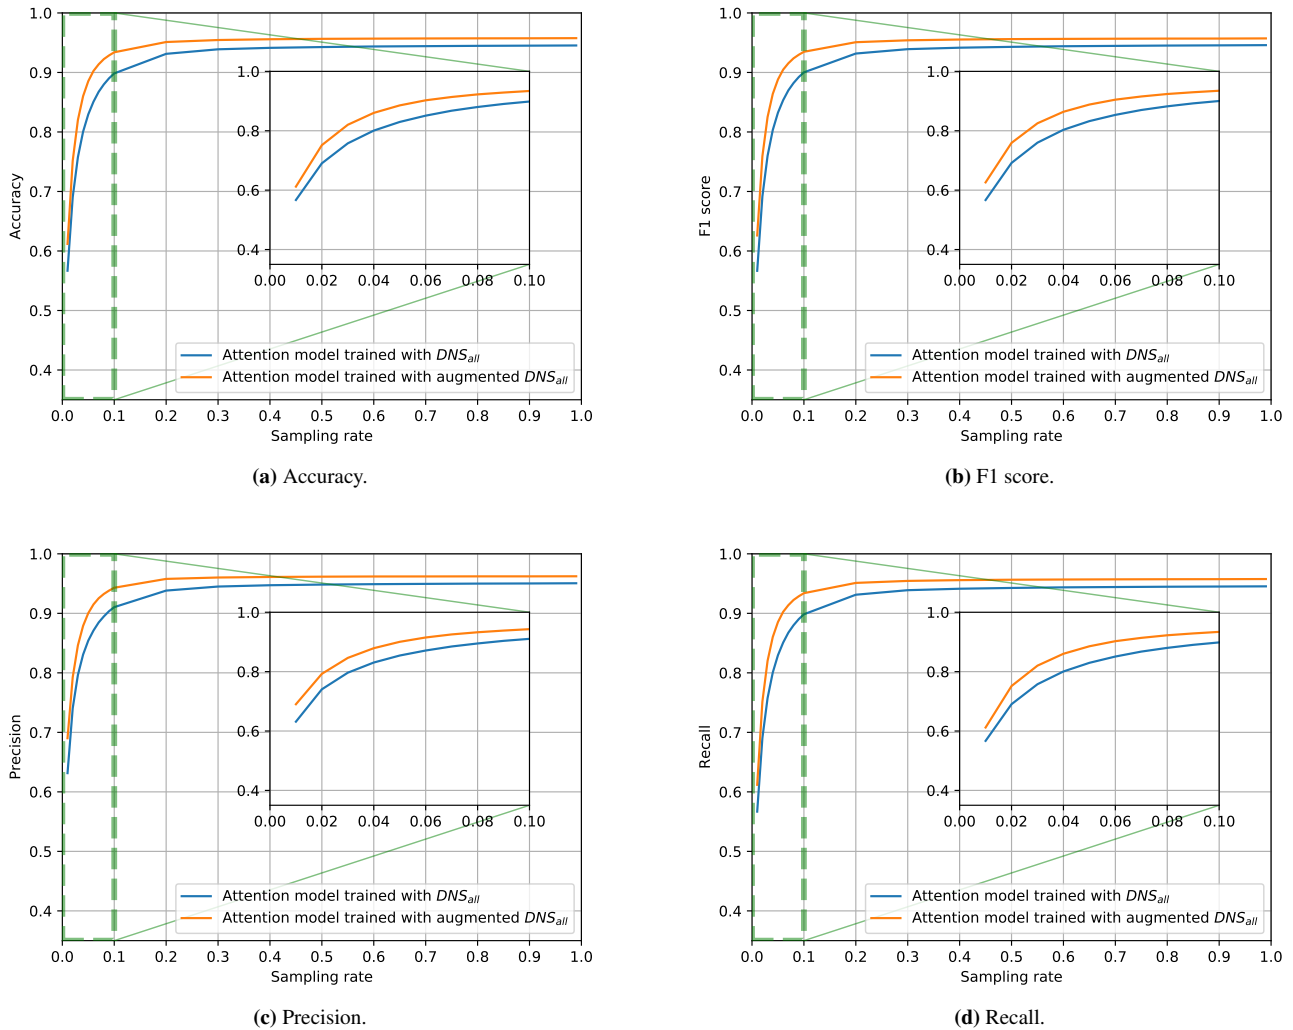 1.0
0.9
0.8
0.7
0.6
0.5
0.4
Accuracy
1.0
0.8
0.6
0.4
0.00 0.02 0.04 0.06 0.08 0.10
Attention model trained with DNSall
Attention model trained with augmented DNSall
0.0 0.1 0.2 0.3 0.4 0.5 0.6 0.7 0.8 0.9 1.0
Sampling rate
(a) Accuracy.
1.0
0.9
0.8
0.7
0.6
0.5
0.4
F1 score
1.0
0.8
0.6
0.4
0.00 0.02 0.04 0.06 0.08 0.10
Attention model trained with DNSall
Attention model trained with augmented DNSall
0.0 0.1 0.2 0.3 0.4 0.5 0.6 0.7 0.8 0.9 1.0
Sampling rate
(b) F1 score.
1.0
0.9
0.8
0.7
0.6
0.5
0.4
Precision
1.0
0.8
0.6
0.4
0.00 0.02 0.04 0.06 0.08 0.10
Attention model trained with DNSall
Attention model trained with augmented DNSall
0.0 0.1 0.2 0.3 0.4 0.5 0.6 0.7 0.8 0.9 1.0
Sampling rate
(c) Precision.
1.0
0.9
0.8
0.7
0.6
0.5
0.4
Recall
1.0
0.8
0.6
0.4
0.00 0.02 0.04 0.06 0.08 0.10
Attention model trained with DNSall
Attention model trained with augmented DNSall
0.0 0.1 0.2 0.3 0.4 0.5 0.6 0.7 0.8 0.9 1.0
Sampling rate
(d) Recall.